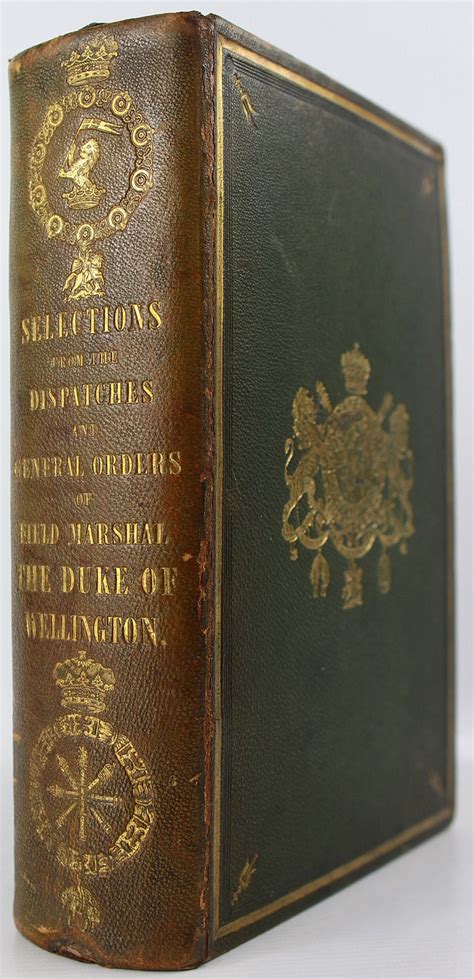 SELECTIONS
FROM THE
DISPATCHES
AND
GENERAL ORDERS
OF
FIELD MARSHAL
THE DUKE OF
WELLINGTON.